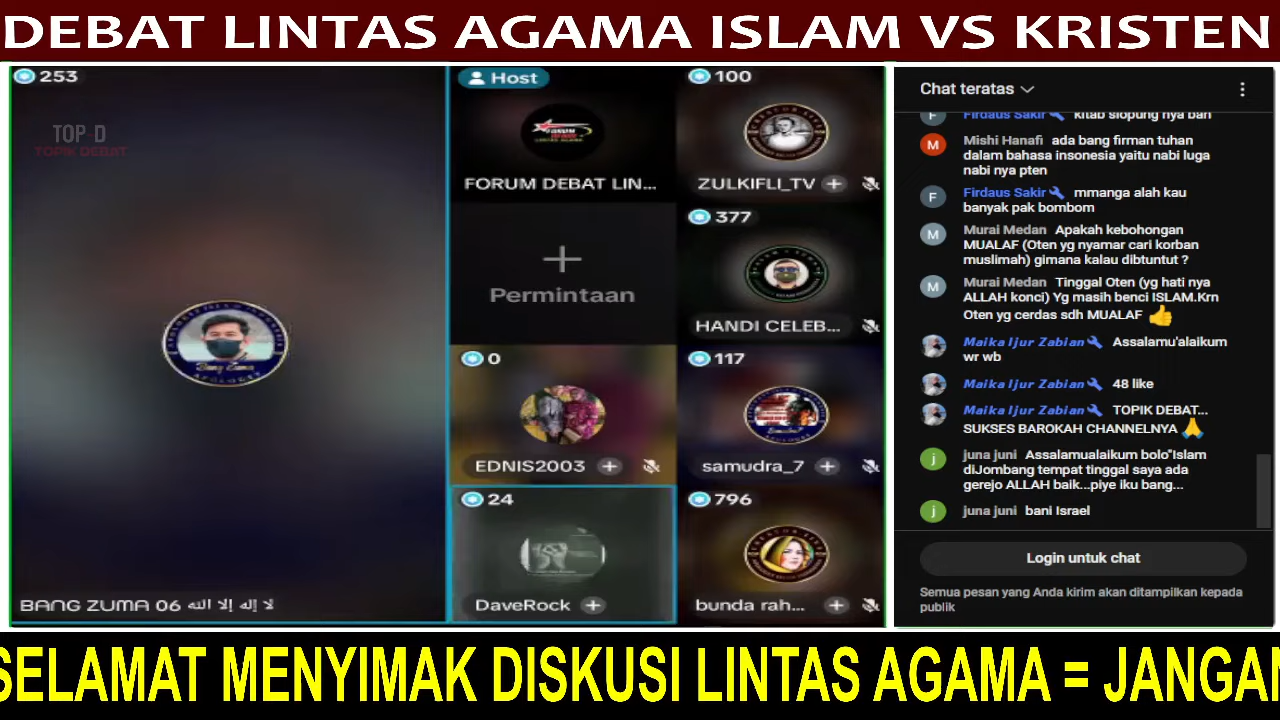 DEBAT LINTAS AGAMA ISLAM VS KRISTEN
253
TOP D
TOPIK DEBAT
BANG ZUMA 06 لا إله إلا الله
Host
FORUM DEBAT LIN...
100
ZULKIFLI_TV
Permintaan
377
HANDI CELEB...
0
EDNIS2003
117
samudra_7
24
DaveRock
796
bunda rah...
Chat teratas
Firdaus Sakir kitab siopung nya ban
Mishi Hanafi ada bang firman tuhan
dalam bahasa insonesia yaitu nabi luga
nabi nya pten
Firdaus Sakir mmanga alah kau
banyak pak bombom
Murai Medan Apakah kebohongan
MUALAF (Oten yg nyamar cari korban
muslimah) gimana kalau dibtuntut ?
Murai Medan Tinggal Oten (yg hati nya
ALLAH konci) Yg masih benci ISLAM.Krn
Oten yg cerdas sdh MUALAF 👍
Maika Ijur Zabian Assalamu'alaikum
wr wb
Maika Ijur Zabian 48 like
Maika Ijur Zabian TOPIK DEBAT...
SUKSES BAROKAH CHANNELNYA 🙏
juna juni Assalamualaikum bolo"Islam
diJombang tempat tinggal saya ada
gerejo ALLAH baik...piye iku bang...
juna juni bani Israel
Login untuk chat
Semua pesan yang Anda kirim akan ditampilkan kepada
publik
SELAMAT MENYIMAK DISKUSI LINTAS AGAMA = JANGAN